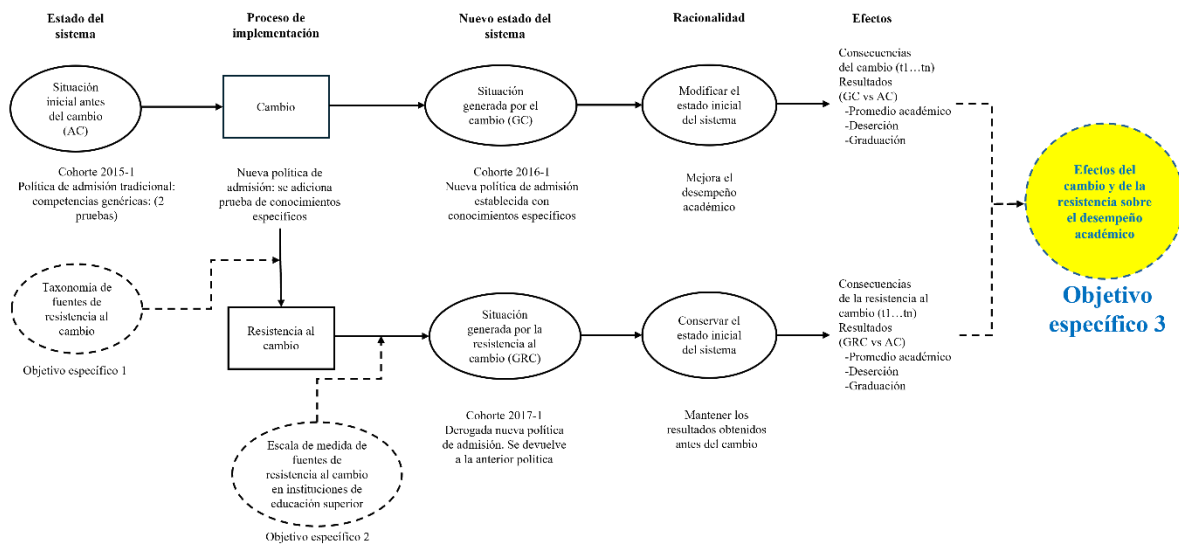 Estado del
sistema
Proceso de
implementación
Nuevo estado del
sistema
Racionalidad
Efectos
Situación
inicial antes
del cambio
(AC)
Cambio
Situación
generada por el
cambio (GC)
Modificar el
estado inicial
del sistema
Consecuencias
del cambio (t1…tn)
Resultados
(GC vs AC)
-Promedio académico
-Deserción
-Graduación
Cohorte 2015-1
Política de admisión tradicional:
competencias genéricas: (2
pruebas)
Nueva política de
admisión: se adiciona
prueba de conocimientos
específicos
Cohorte 2016-1
Nueva política de admisión
establecida con
conocimientos específicos
Mejora el
desempeño
académico
Efectos del
cambio y de la
resistencia sobre
el desempeño
académico
Objetivo
específico 3
Taxonomía de
fuentes de
resistencia al
cambio
Objetivo específico 1
Resistencia al
cambio
Situación
generada por la
resistencia al
cambio (GRC)
Conservar el
estado inicial
del sistema
Consecuencias
de la resistencia al
cambio (t1…tn)
Resultados
(GRC vs AC)
-Promedio académico
-Deserción
-Graduación
Cohorte 2017-1
Derogada nueva política
de admisión. Se devuelve
a la anterior política
Mantener los
resultados obtenidos
antes del cambio
Escala de medida de
fuentes de
resistencia al cambio
en instituciones de
educación superior
Objetivo específico 2